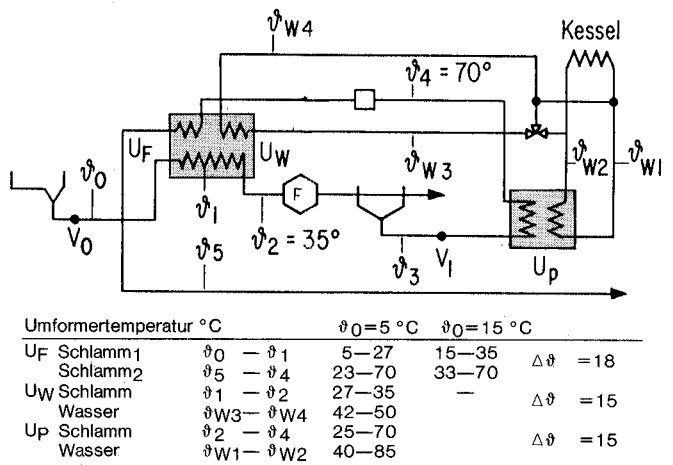 ϑW4
Kessel
ϑ4 = 70°
UF
UW
ϑW3
ϑW2
ϑW1
ϑ0
ϑ1
F
V0
ϑ2 = 35°
ϑ3
V1
Up
ϑ5
Umformertemperatur °C ϑ0=5 °C ϑ0=15 °C
UF Schlamm1 ϑ0 — ϑ1 5—27 15—35 Δϑ =18
Schlamm2 ϑ5 — ϑ4 23—70 33—70
UW Schlamm ϑ1 — ϑ2 27—35 — Δϑ =15
Wasser ϑW3— ϑW4 42—50
UP Schlamm ϑ2 — ϑ4 25—70 Δϑ =15
Wasser ϑW1— ϑW2 40—85